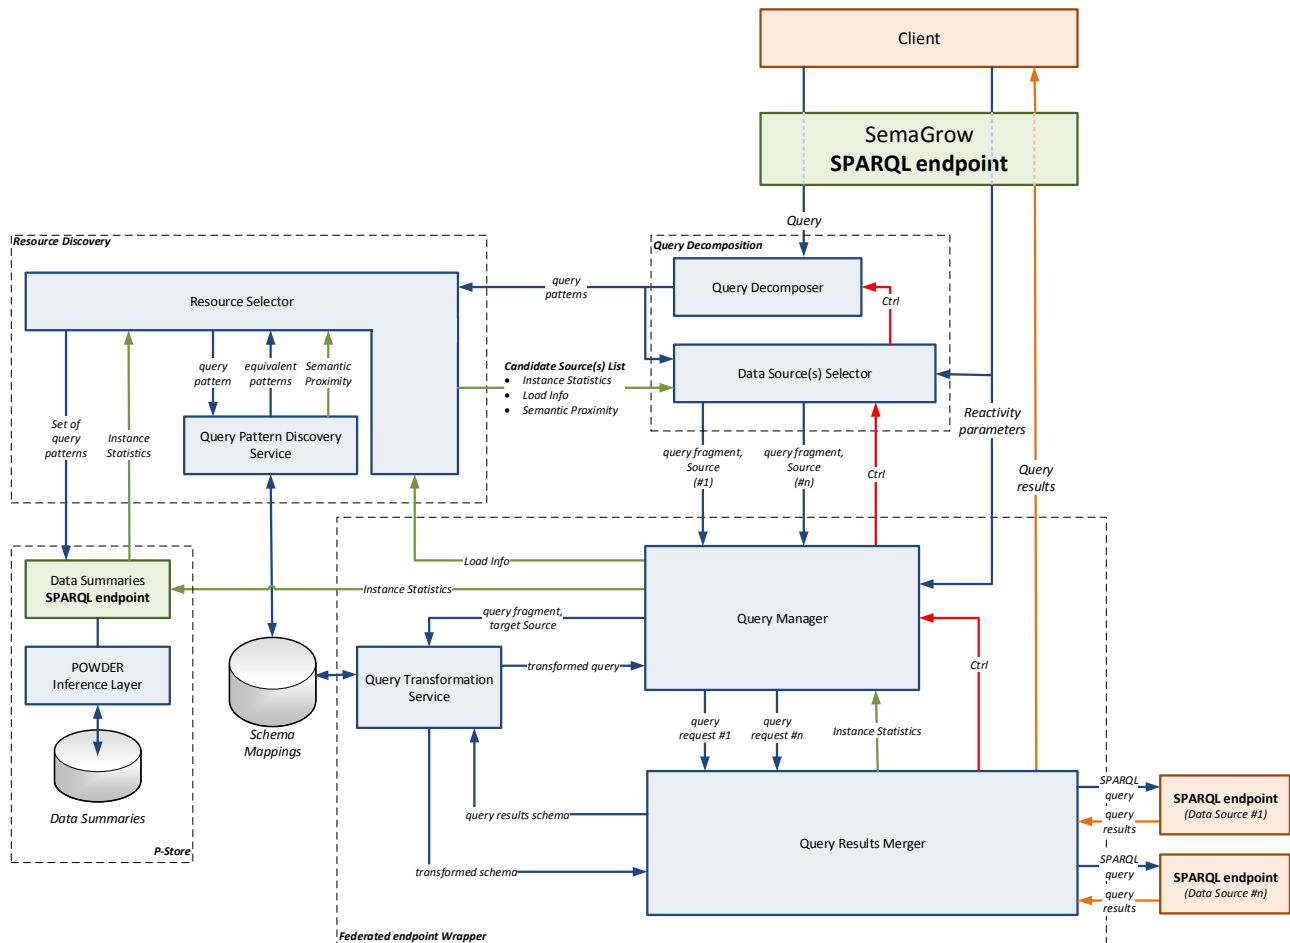 Client
SemaGrow
SPARQL endpoint
Query
Resource Discovery
Query Decomposition
Resource Selector
query
patterns
Query Decomposer
Ctrl
query
pattern
equivalent
patterns
Semantic
Proximity
Candidate Source(s) List
• Instance Statistics
• Load Info
• Semantic Proximity
Data Source(s) Selector
Reactivity
parameters
Set of
query
patterns
Instance
Statistics
Query Pattern Discovery
Service
query fragment,
Source
(#1)
query fragment,
Source
(#n)
Ctrl
Query
results
Data Summaries
SPARQL endpoint
Load Info
Instance Statistics
query fragment,
target Source
Query Manager
POWDER
Inference Layer
Query Transformation
Service
transformed query
Ctrl
Schema
Mappings
query
request #1
query
request #n
Instance Statistics
Data Summaries
P-Store
query results schema
transformed schema
Query Results Merger
SPARQL
query
query
results
SPARQL endpoint
(Data Source #1)
SPARQL
query
query
results
SPARQL endpoint
(Data Source #n)
Federated endpoint Wrapper